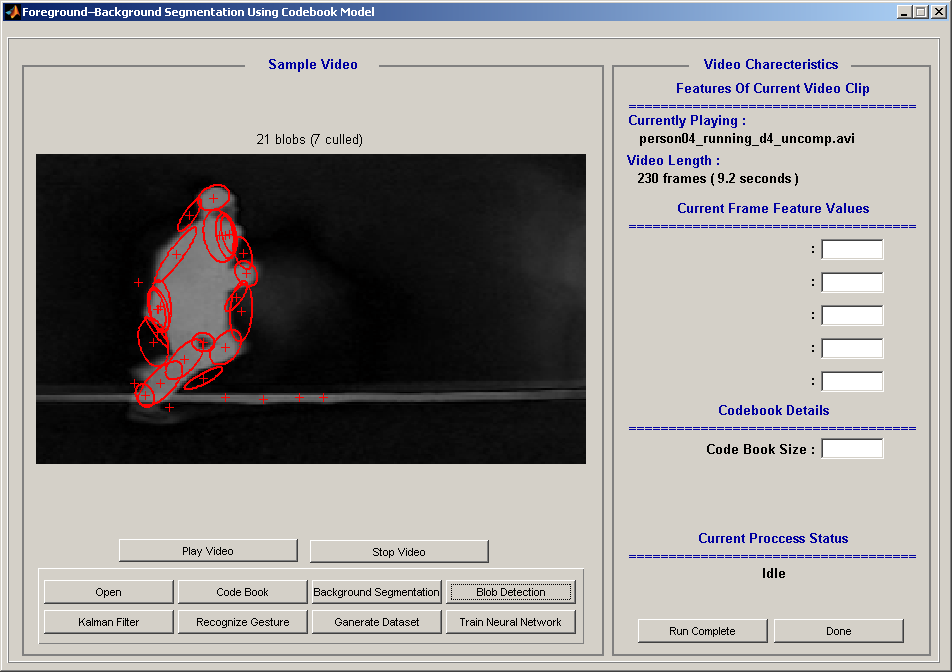 Foreground--Background Segmentation Using Codebook Model
Sample Video
21 blobs (7 culled)
Play Video
Stop Video
Open
Code Book
Background Segmentation
Blob Detection
Kalman Filter
Recognize Gesture
Ganerate Dataset
Train Neural Network
Video Charecteristics
Features Of Current Video Clip
================================
Currently Playing :
person04_running_d4_uncomp.avi
Video Length :
230 frames ( 9.2 seconds )
Current Frame Feature Values
================================
:
:
:
:
:
Codebook Details
================================
Code Book Size :
Current Proccess Status
================================
Idle
Run Complete
Done